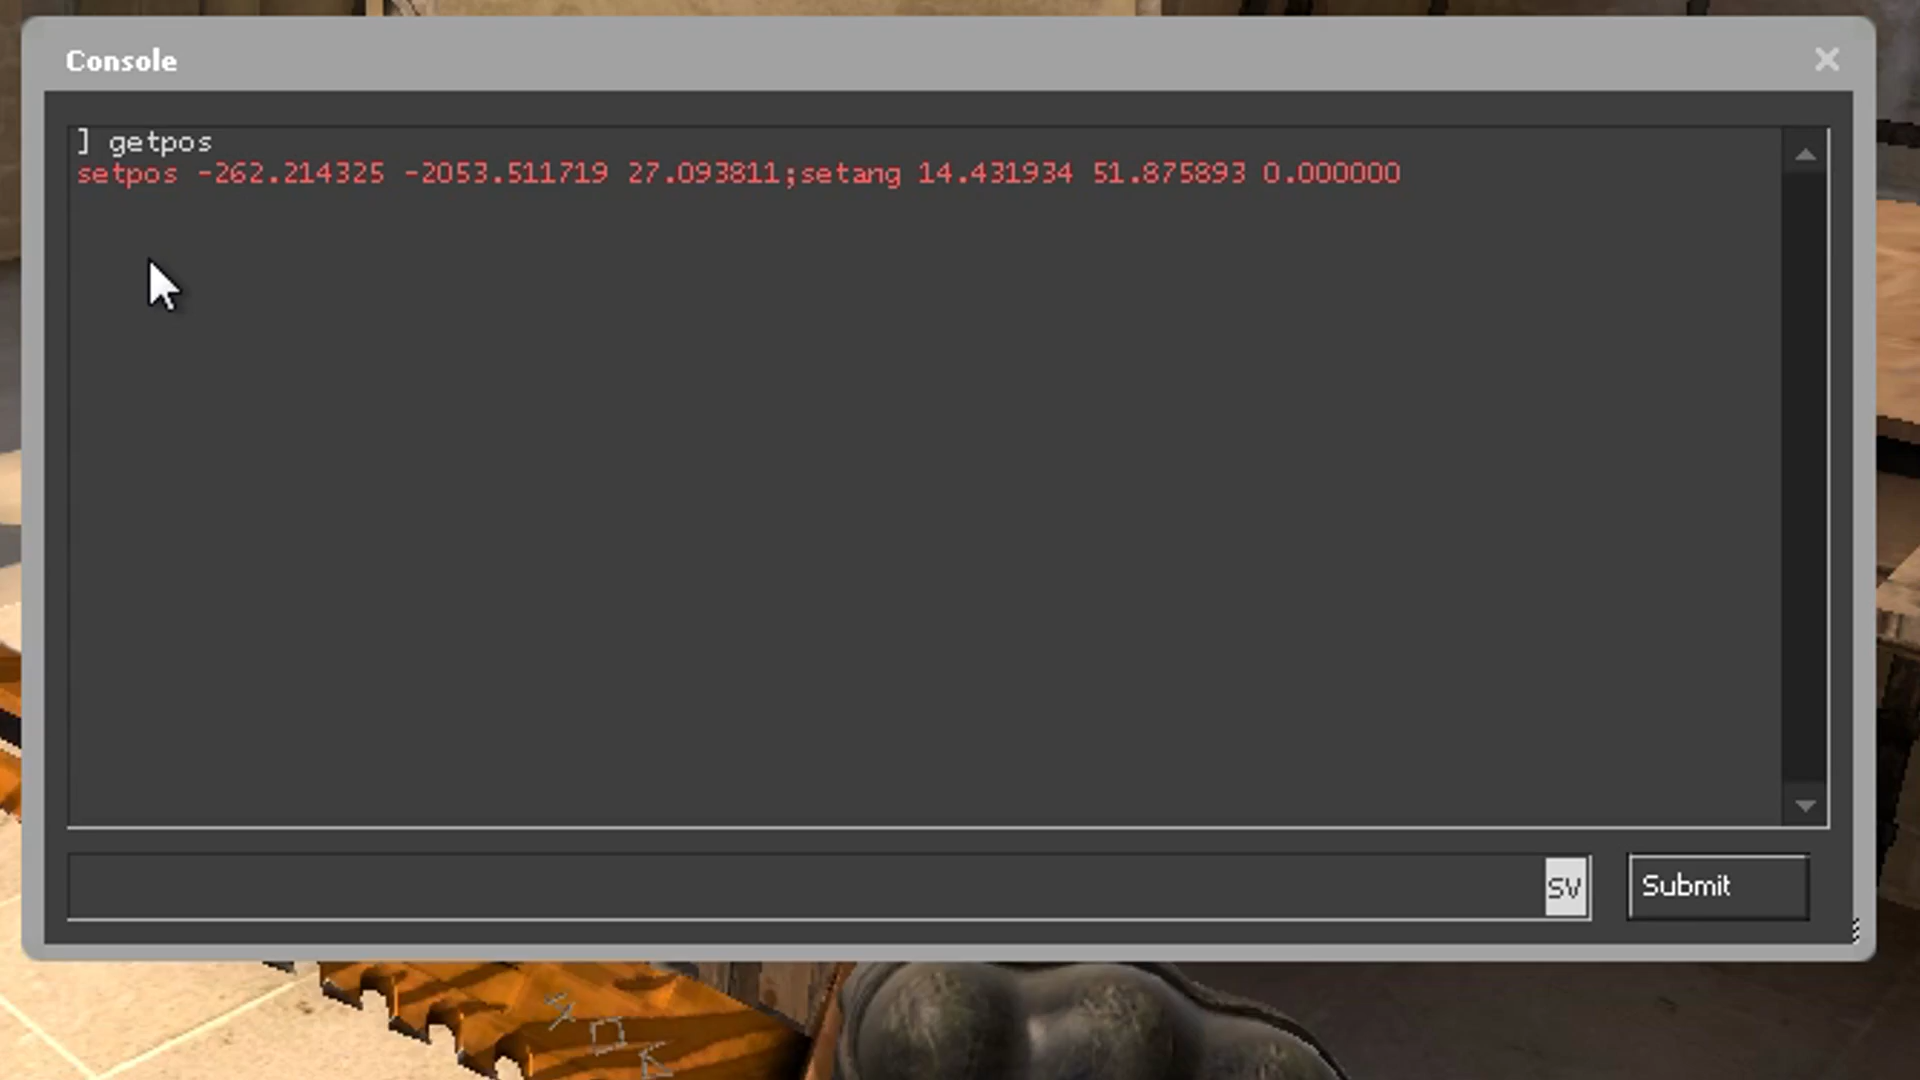 Console
] getpos
setpos -262.214325 -2053.511719 27.093811;setang 14.431934 51.875893 0.000000
SV
Submit